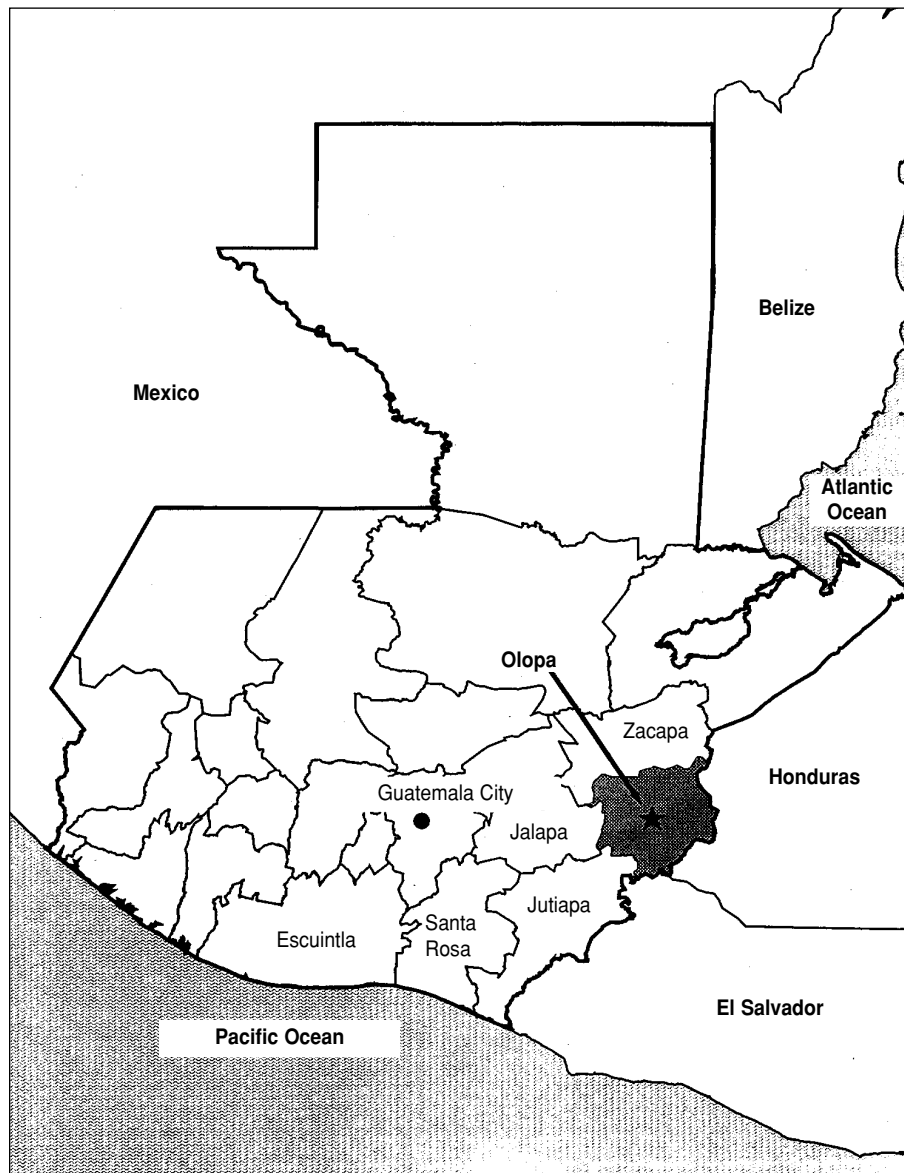 Belize
Mexico
Atlantic
Ocean
Olopa
Zacapa
Honduras
Guatemala City
Jalapa
Jutiapa
Santa
Rosa
Escuintla
El Salvador
Pacific Ocean